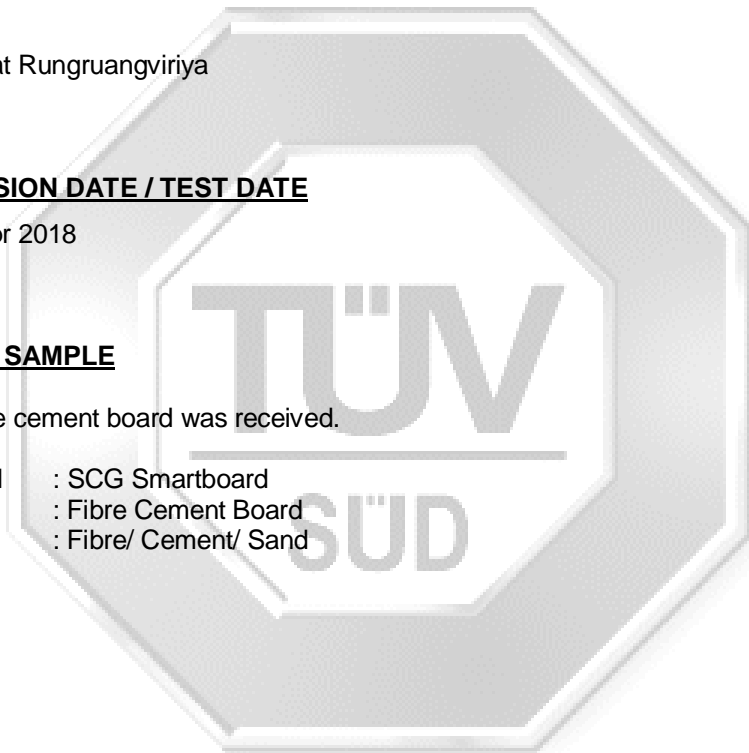 at Rungruangviriya
SION DATE / TEST DATE
or 2018
SAMPLE
e cement board was received.
: SCG Smartboard
: Fibre Cement Board
: Fibre/ Cement/ Sand
TÜV
SÜD